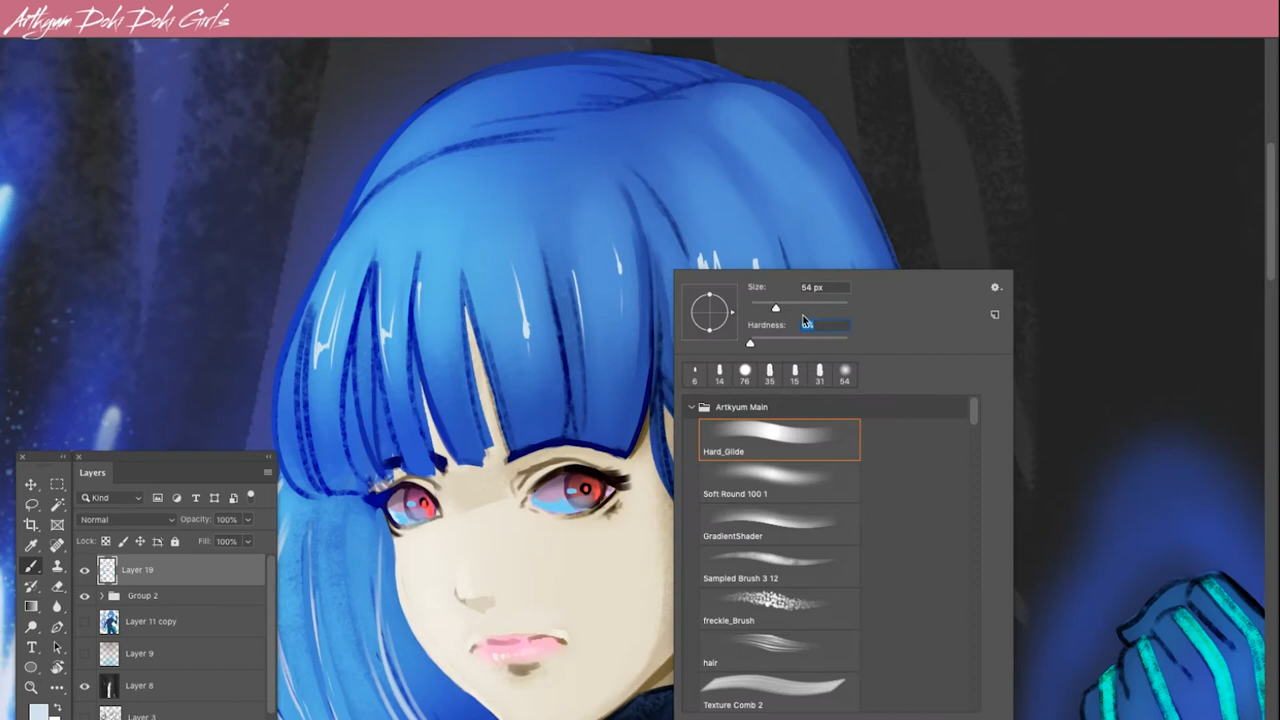 Artkyum Doki Doki Girl's
Size: 54 px
Hardness: 0%
6 14 76 35 15 31 54
Artkyum Main
Hard_Glide
Soft Round 100 1
GradientShader
Sampled Brush 3 12
freckle_Brush
hair
Texture Comb 2
Layers
Kind
Normal Opacity: 100%
Lock: Fill: 100%
Layer 19
Group 2
Layer 11 copy
Layer 9
Layer 8
Layer 3